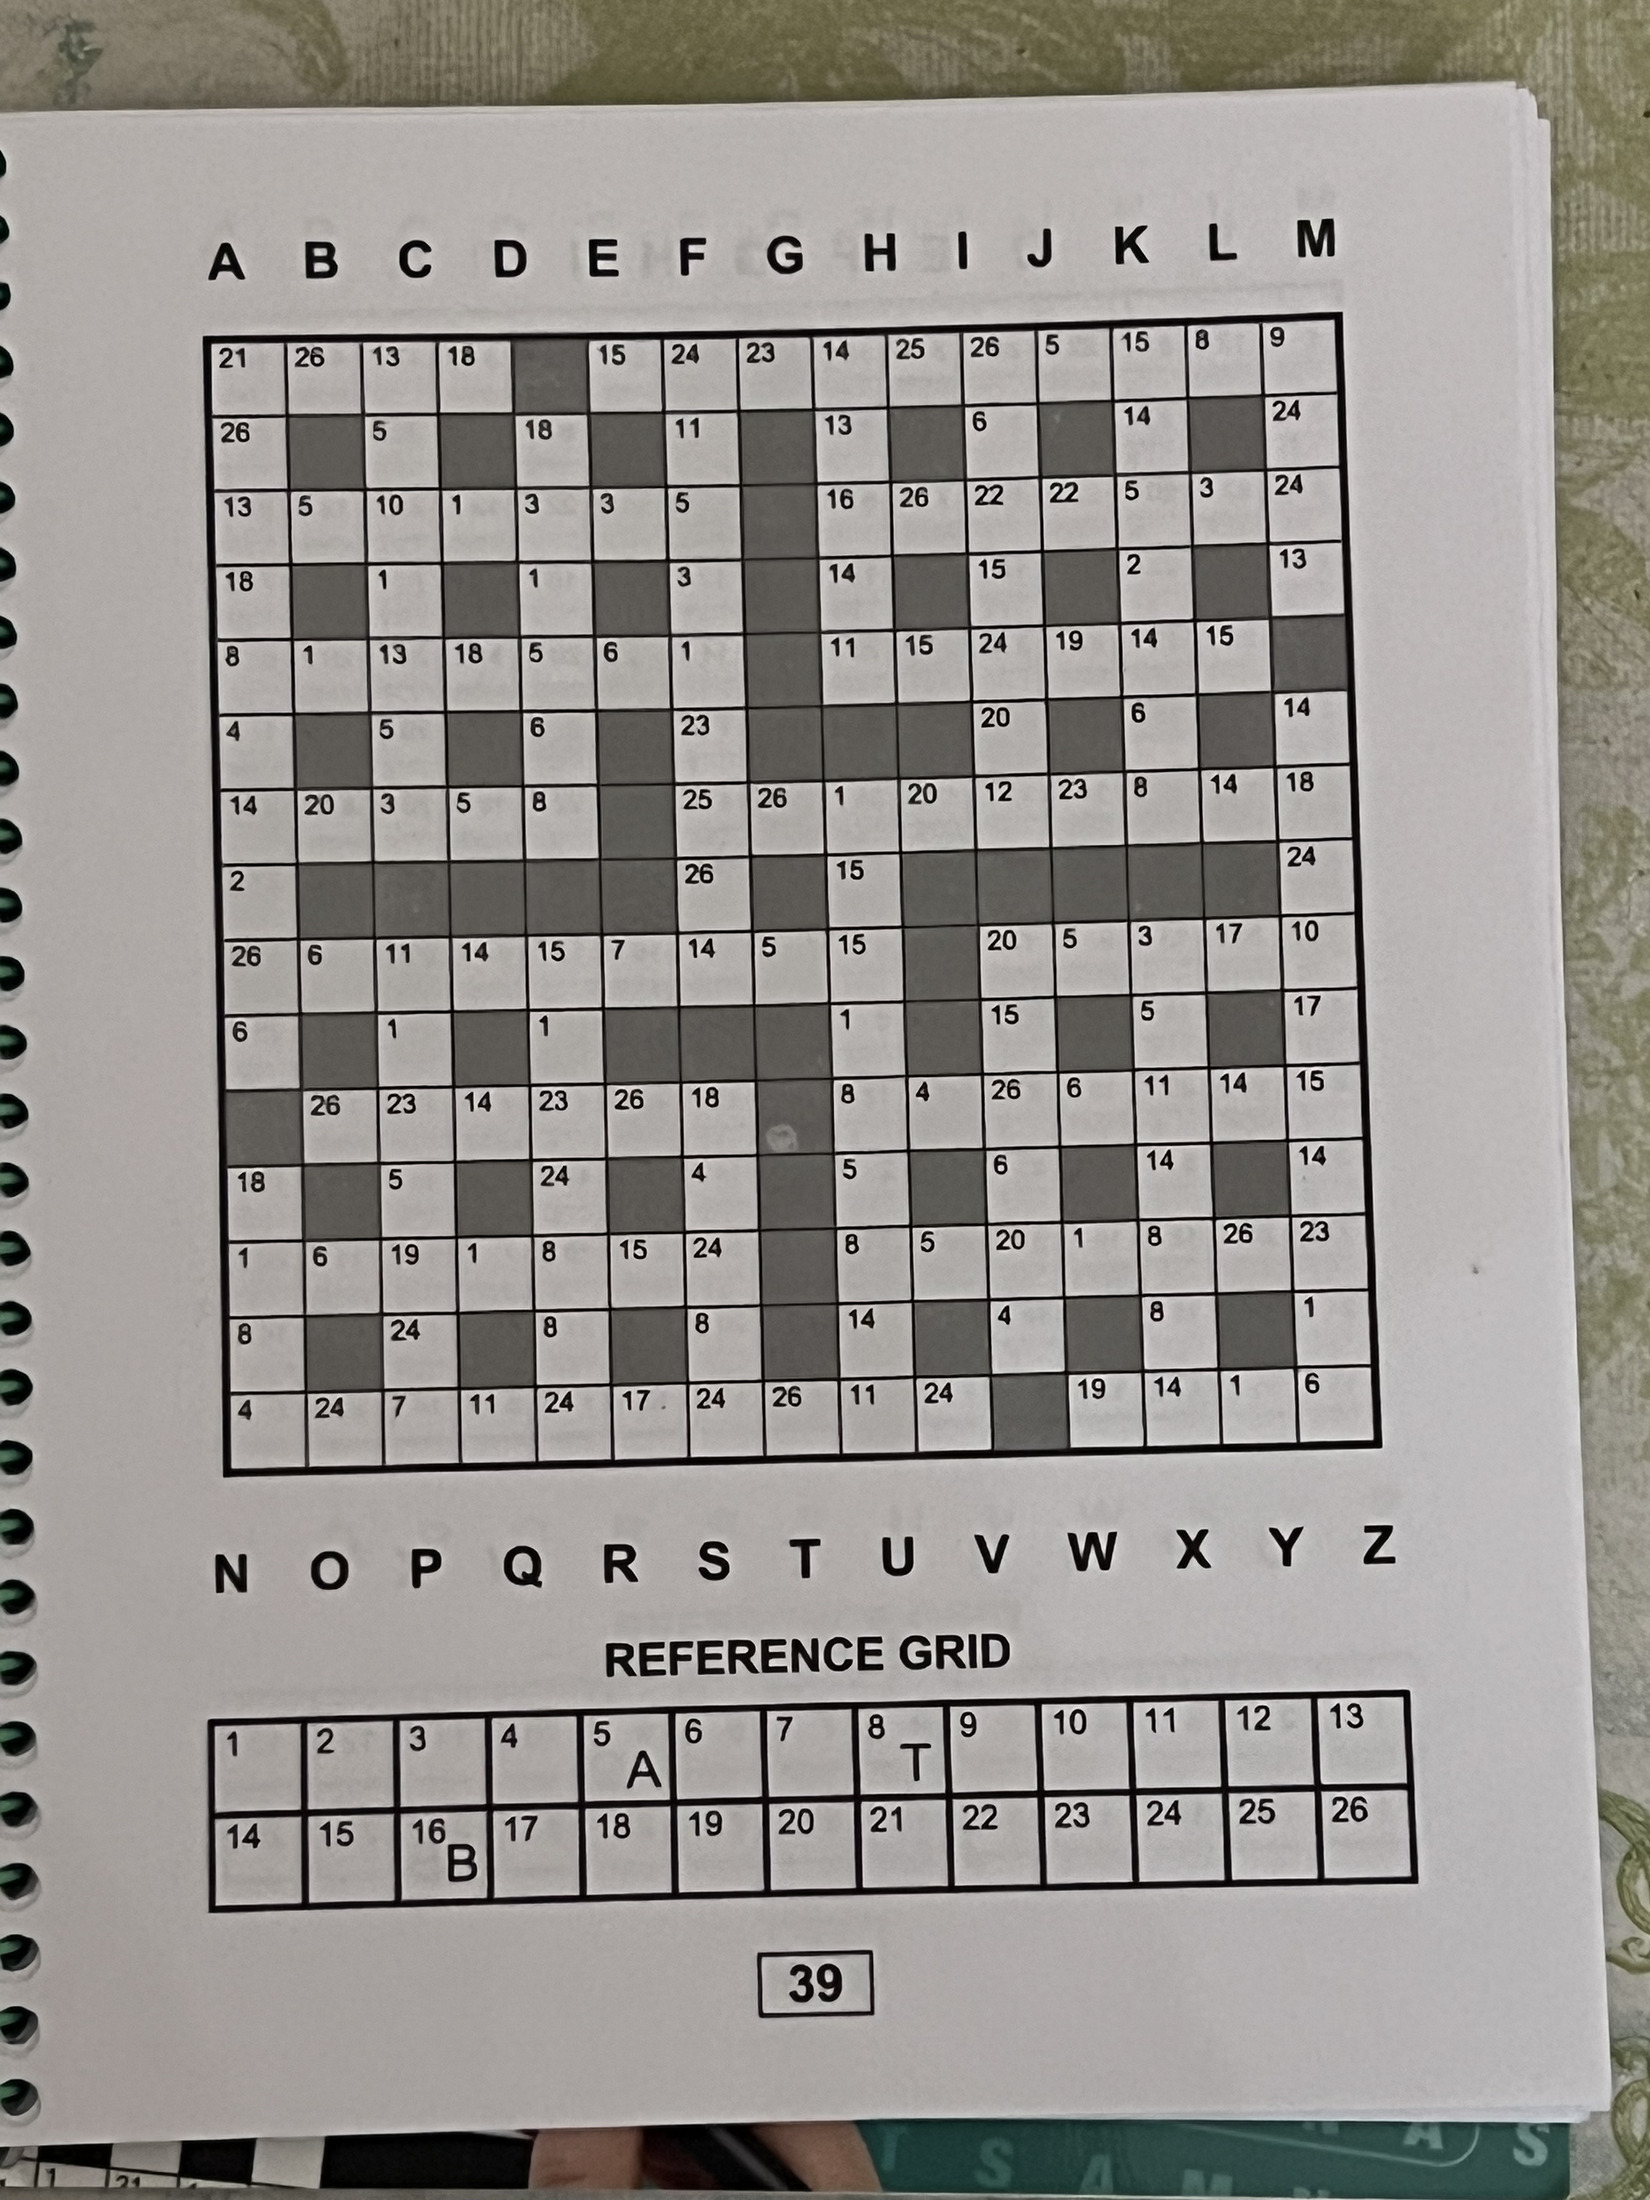 A B C D E F G H I J K L M
21 26 13 18 15 24 23 14 25 26 5 15 8 9
26 5 18 11 13 6 14 24
13 5 10 1 3 3 5 16 26 22 22 5 3 24
18 1 1 3 14 15 2 13
8 1 13 18 5 6 1 11 15 24 19 14 15
4 5 6 23 20 6 14
14 20 3 5 8 25 26 1 20 12 23 8 14 18
2 26 15 24
26 6 11 14 15 7 14 5 15 20 5 3 17 10
6 1 1 1 15 5 17
26 23 14 23 26 18 8 4 26 6 11 14 15
18 5 24 4 5 6 14 14
1 6 19 1 8 15 24 8 5 20 1 8 26 23
8 24 8 8 14 4 8 1
4 24 7 11 24 17 24 26 11 24 19 14 1 6
N O P Q R S T U V W X Y Z
REFERENCE GRID
1 2 3 4 5 A 6 7 8 T 9 10 11 12 13
14 15 16 B 17 18 19 20 21 22 23 24 25 26
39
T S A M A S
1 21